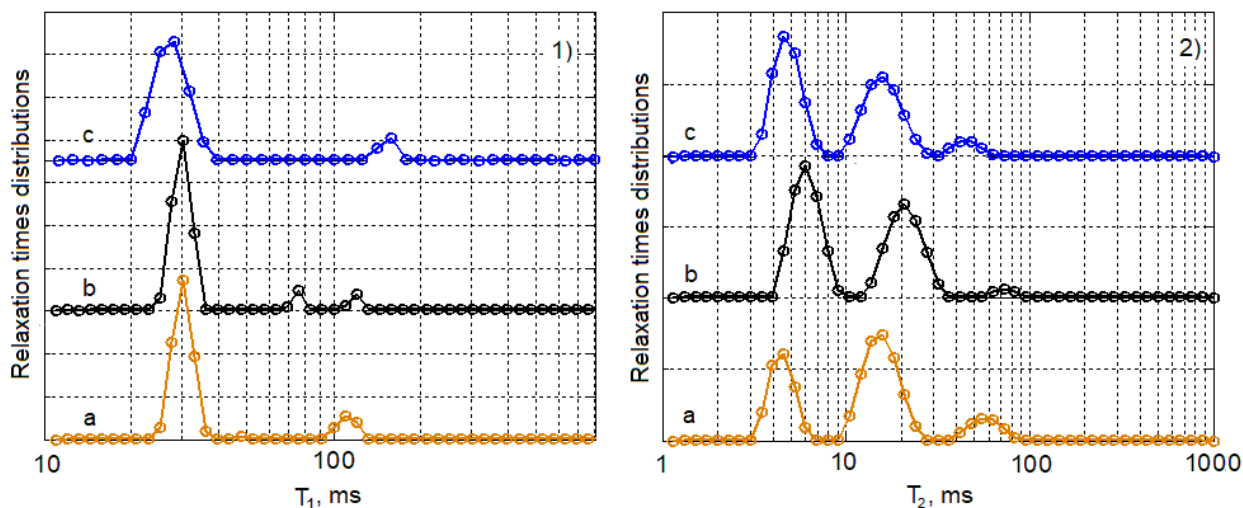 Relaxation times distributions
1)
c
b
a
10
100
T₁, ms
Relaxation times distributions
2)
c
b
a
1
10
100
1000
T₂, ms